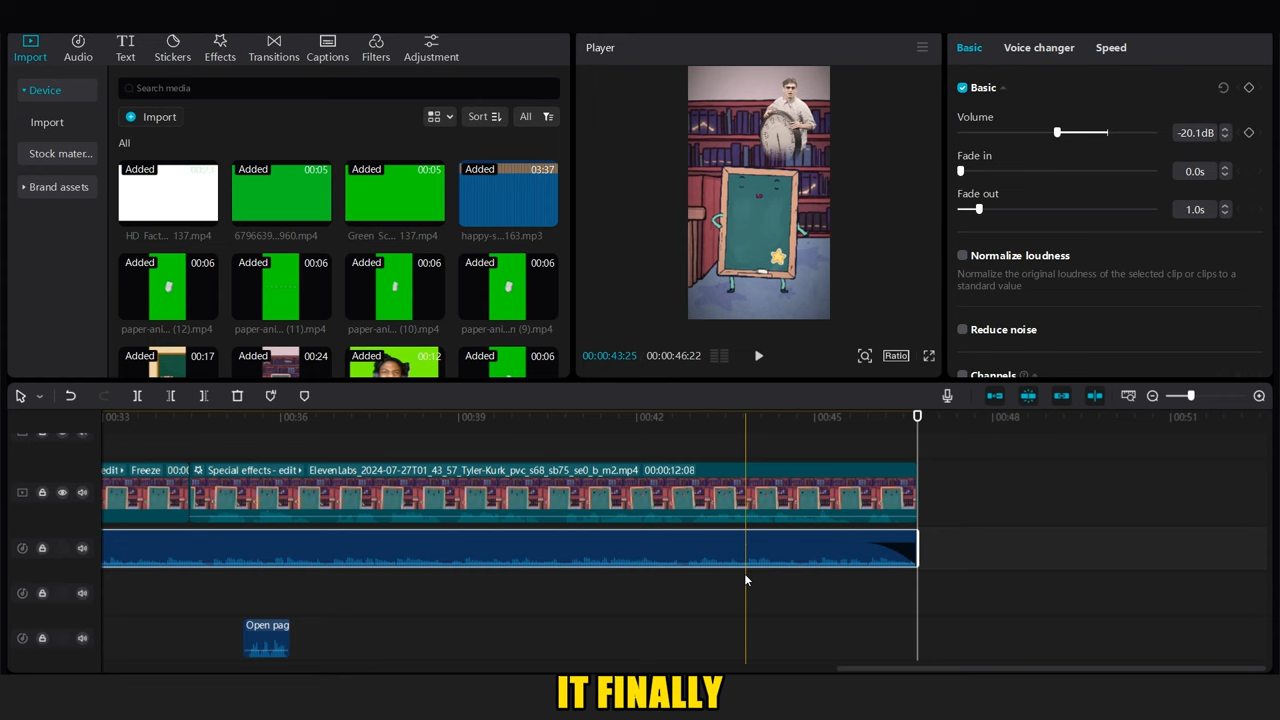 Import Audio Text Stickers Effects Transitions Captions Filters Adjustment
Device
Import
Stock mater...
Brand assets
Search media
Import
Sort
All
All
Added
Added 00:05
Added 00:05
Added 03:37
HD Fact... 137.mp4
6796639...960.mp4
Green Sc... 137.mp4
happy-s...163.mp3
Added 00:06
Added 00:06
Added 00:06
Added 00:06
paper-ani... (12).mp4
paper-ani... (11).mp4
paper-ani... (10).mp4
paper-ani...n (9).mp4
Added 00:17
Added 00:24
Added 00:12
Added 00:06
Player
00:00:43:25 00:00:46:22
Ratio
Basic Voice changer Speed
Basic
Volume
-20.1dB
Fade in
0.0s
Fade out
1.0s
Normalize loudness
Normalize the original loudness of the selected clip or clips to a
standard value
Reduce noise
Channels
00:33 00:36 00:39 00:42 00:45 00:48 00:51
edit Freeze 00:00 Special effects - edit ElevenLabs_2024-07-27T01_43_57_Tyler-Kurk_pvc_s68_sb75_se0_b_m2.mp4 00:00:12:08
Open pag
IT FINALLY